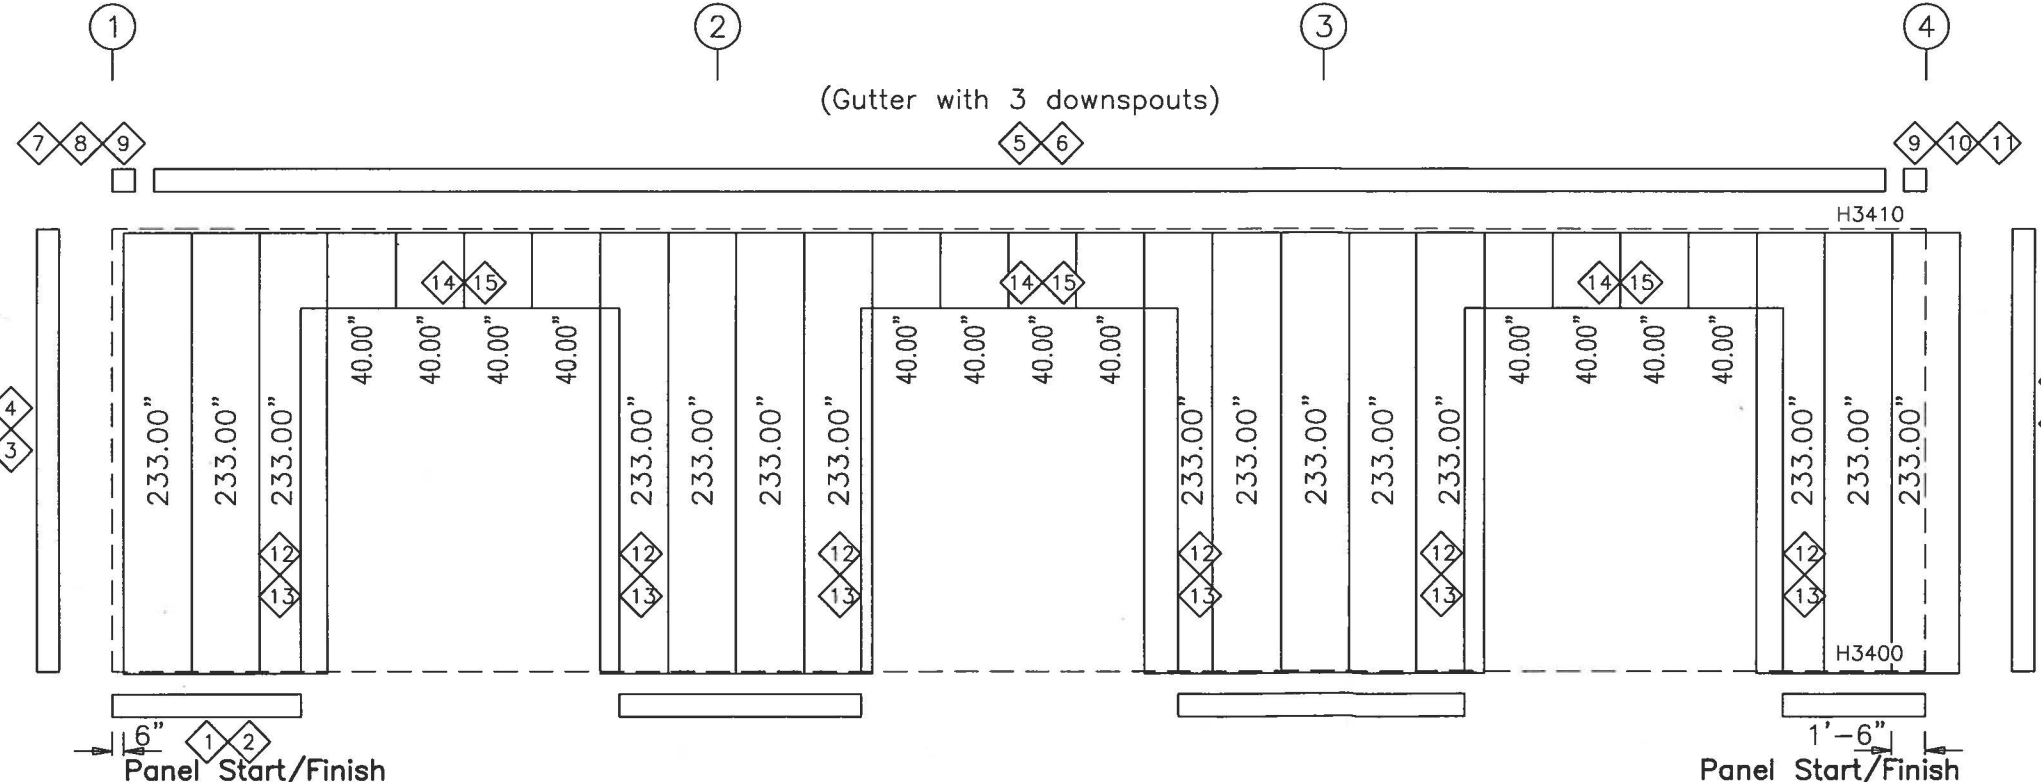 1 2 3 4
(Gutter with 3 downspouts)
7 8 9 5 6 9 10 11
H3410
14 15 14 15 14 15
40.00" 40.00" 40.00" 40.00" 40.00" 40.00" 40.00" 40.00" 40.00" 40.00" 40.00" 40.00"
4
3
233.00" 233.00" 233.00" 233.00" 233.00" 233.00" 233.00" 233.00" 233.00" 233.00" 233.00" 233.00" 233.00" 233.00" 233.00"
12 12 12 12 12 12
13 13 13 13 13 13
H3400
6" 1 2 1'-6"
Panel Start/Finish Panel Start/Finish